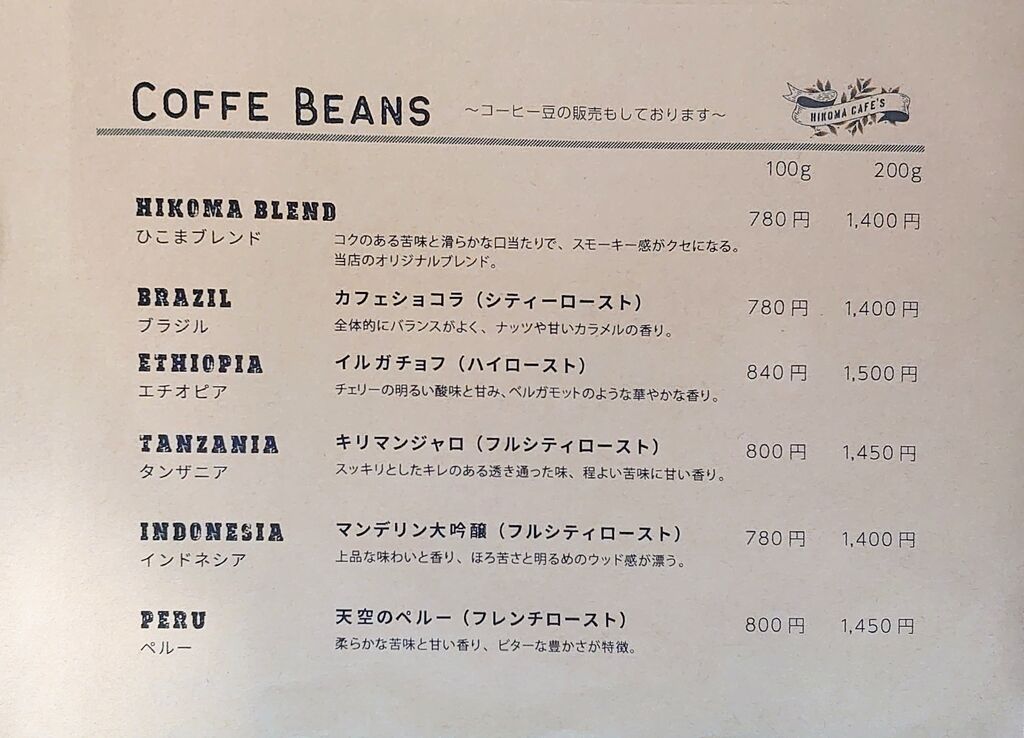 COFFE BEANS ～コーヒー豆の販売もしております～
HIKOMA CAFE'S
100g 200g
HIKOMA BLEND 780円 1,400円
ひこまブレンド コクのある苦味と滑らかな口当たりで、スモーキー感がクセになる。
当店のオリジナルブレンド。
BRAZIL カフェショコラ（シティーロースト） 780円 1,400円
ブラジル 全体的にバランスがよく、ナッツや甘いカラメルの香り。
ETHIOPIA イルガチョフ（ハイロースト） 840円 1,500円
エチオピア チェリーの明るい酸味と甘み、ベルガモットのような華やかな香り。
TANZANIA キリマンジャロ（フルシティロースト） 800円 1,450円
タンザニア スッキリとしたキレのある透き通った味、程よい苦味に甘い香り。
INDONESIA マンデリン大吟醸（フルシティロースト） 780円 1,400円
インドネシア 上品な味わいと香り、ほろ苦さと明るめのウッド感が漂う。
PERU 天空のペルー（フレンチロースト） 800円 1,450円
ペルー 柔らかな苦味と甘い香り、ビターな豊かさが特徴。